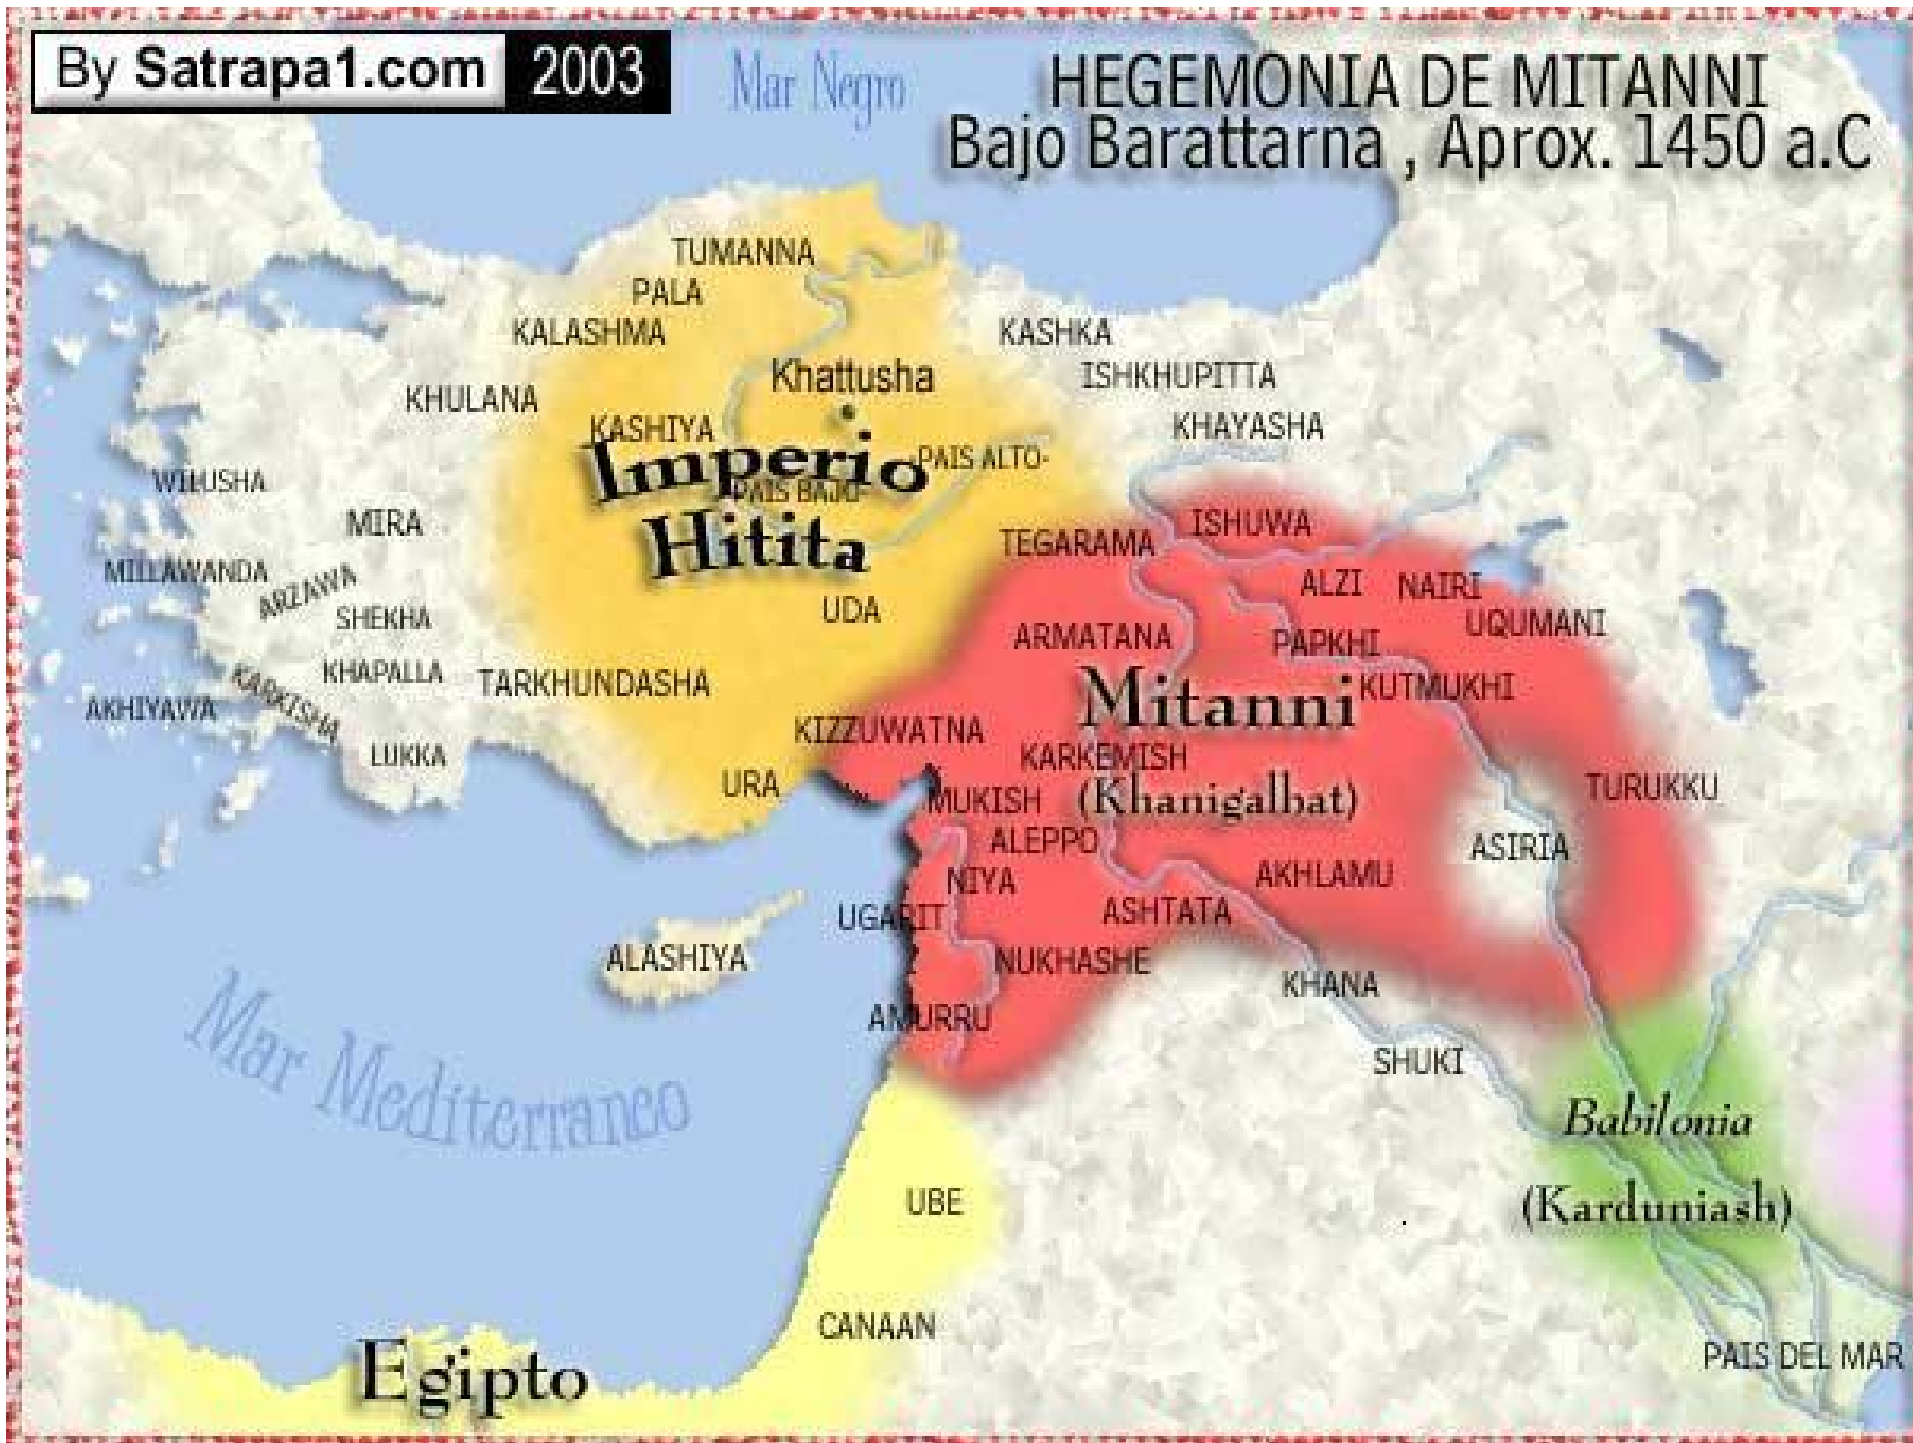 By Satrapa1.com 2003
Mar Negro
HEGEMONIA DE MITANNI
Bajo Barattarna , Aprox. 1450 a.C
TUMANNA
PALA
KALASHMA
KASHKA
ISHKHUPITTA
Khattusha
KHULANA
KHAYASHA
KASHIYA
Imperio
PAIS ALTO-
WILUSHA
PAIS BAJO-
MIRA
ISHUWA
Hitita
TEGARAMA
MILLAWANDA
ARZAWA
ALZI
NAIRI
SHEKHA
UDA
UQUMANI
ARMATANA
PAPKHI
KHAPALLA
TARKHUNDASHA
KUTMUKHI
Mitanni
KARKISHA
AKHIYAWA
KIZZUWATNA
LUKKA
KARKEMISH
URA
TURUKKU
MUKISH
(Khanigalbat)
ALEPPO
ASIRIA
NIYA
AKHLAMU
UGARIT
ASHTATA
ALASHIYA
NUKHASHE
KHANA
AMURRU
Mar Mediterraneo
SHUKI
Babilonia
UBE
(Karduniash)
CANAAN
PAIS DEL MAR
Egipto